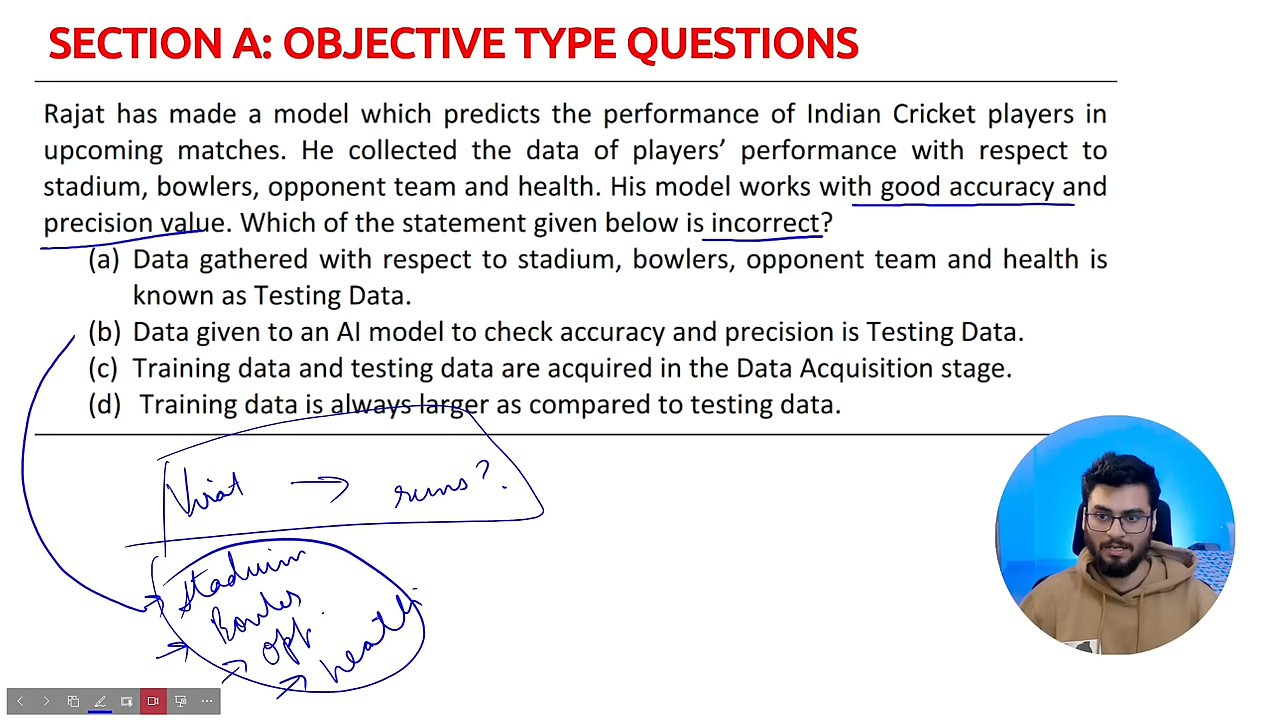 SECTION A: OBJECTIVE TYPE QUESTIONS
Rajat has made a model which predicts the performance of Indian Cricket players in
upcoming matches. He collected the data of players’ performance with respect to
stadium, bowlers, opponent team and health. His model works with good accuracy and
precision value. Which of the statement given below is incorrect?
(a) Data gathered with respect to stadium, bowlers, opponent team and health is
known as Testing Data.
(b) Data given to an AI model to check accuracy and precision is Testing Data.
(c) Training data and testing data are acquired in the Data Acquisition stage.
(d) Training data is always larger as compared to testing data.
Virat → runs?
Stadium
opp.
health